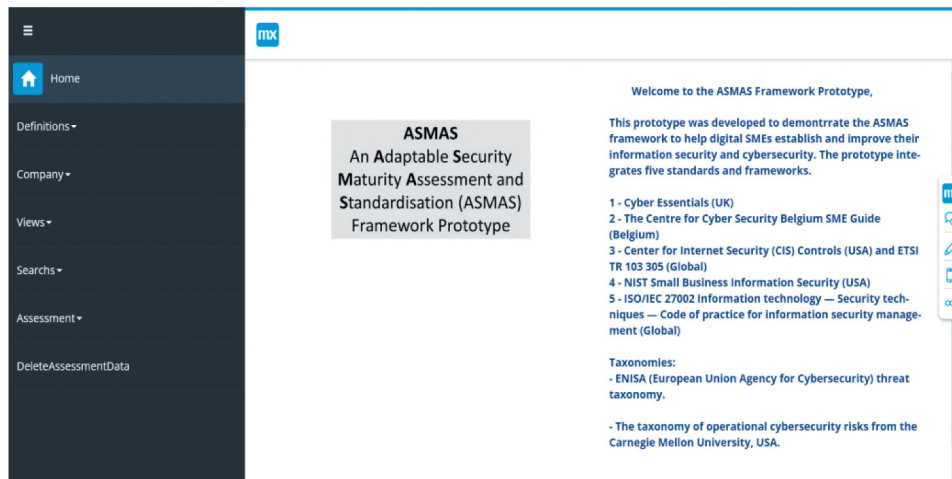 mx
Home
Definitions
Company
Views
Searchs
Assessment
DeleteAssessmentData
ASMAS
An Adaptable Security
Maturity Assessment and
Standardisation (ASMAS)
Framework Prototype
Welcome to the ASMAS Framework Prototype,
This prototype was developed to demontrrate the ASMAS
framework to help digital SMEs establish and improve their
information security and cybersecurity. The prototype inte-
grates five standards and frameworks.
1 - Cyber Essentials (UK)
2 - The Centre for Cyber Security Belgium SME Guide
(Belgium)
3 - Center for Internet Security (CIS) Controls (USA) and ETSI
TR 103 305 (Global)
4 - NIST Small Business Information Security (USA)
5 - ISO/IEC 27002 Information technology — Security tech-
niques — Code of practice for information security manage-
ment (Global)
Taxonomies:
- ENISA (European Union Agency for Cybersecurity) threat
taxonomy.
- The taxonomy of operational cybersecurity risks from the
Carnegie Mellon University, USA.